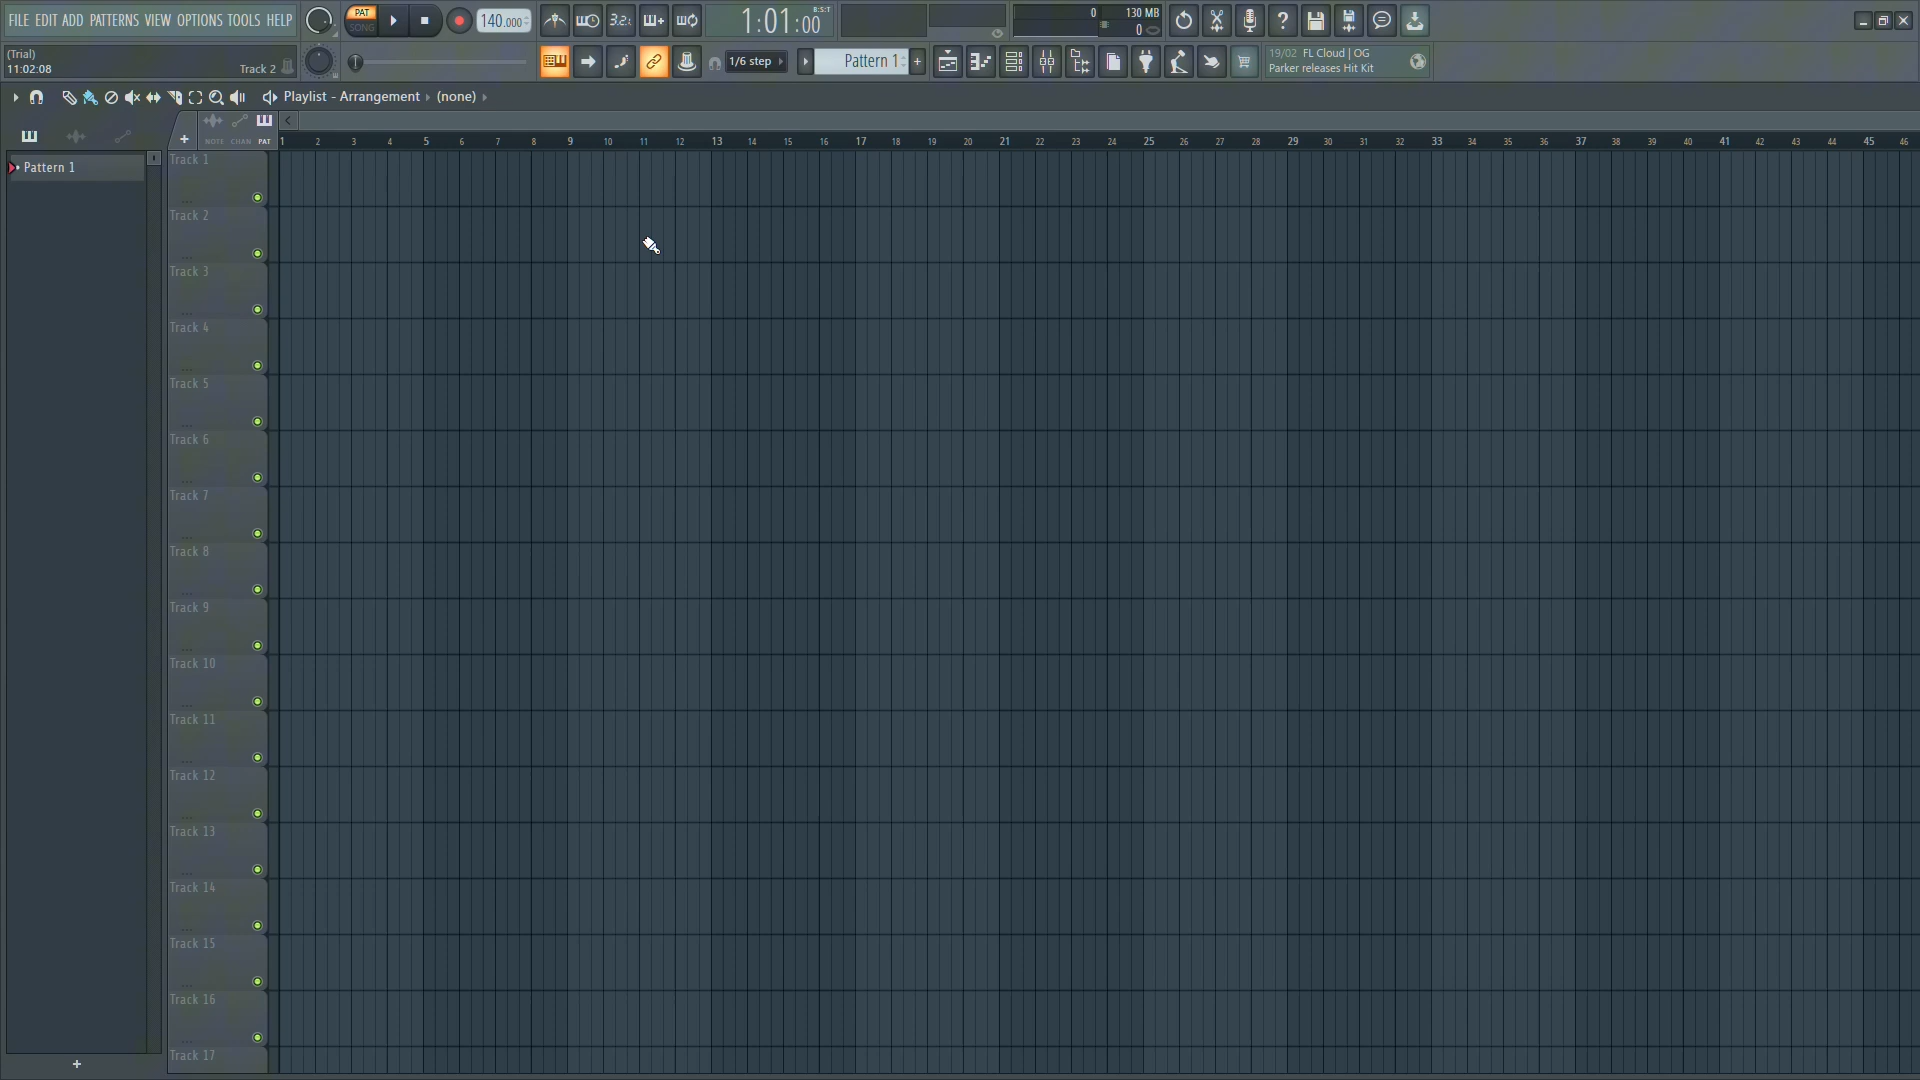 FILE EDIT ADD PATTERNS VIEW OPTIONS TOOLS HELP
PAT
SONG
140.000
3.2.
1:01:00
B:S:T
0
130 MB
0
(Trial)
11:02:08
Track 2
1/6 step
Pattern 1
+
19/02 FL Cloud | OG
Parker releases Hit Kit
Playlist - Arrangement (none)
+
NOTE CHAN PAT
1 2 3 4 5 6 7 8 9 10 11 12 13 14 15 16 17 18 19 20 21 22 23 24 25 26 27 28 29 30 31 32 33 34 35 36 37 38 39 40 41 42 43 44 45 46
Pattern 1
Track 1
Track 2
Track 3
Track 4
Track 5
Track 6
Track 7
Track 8
Track 9
Track 10
Track 11
Track 12
Track 13
Track 14
Track 15
Track 16
Track 17
+